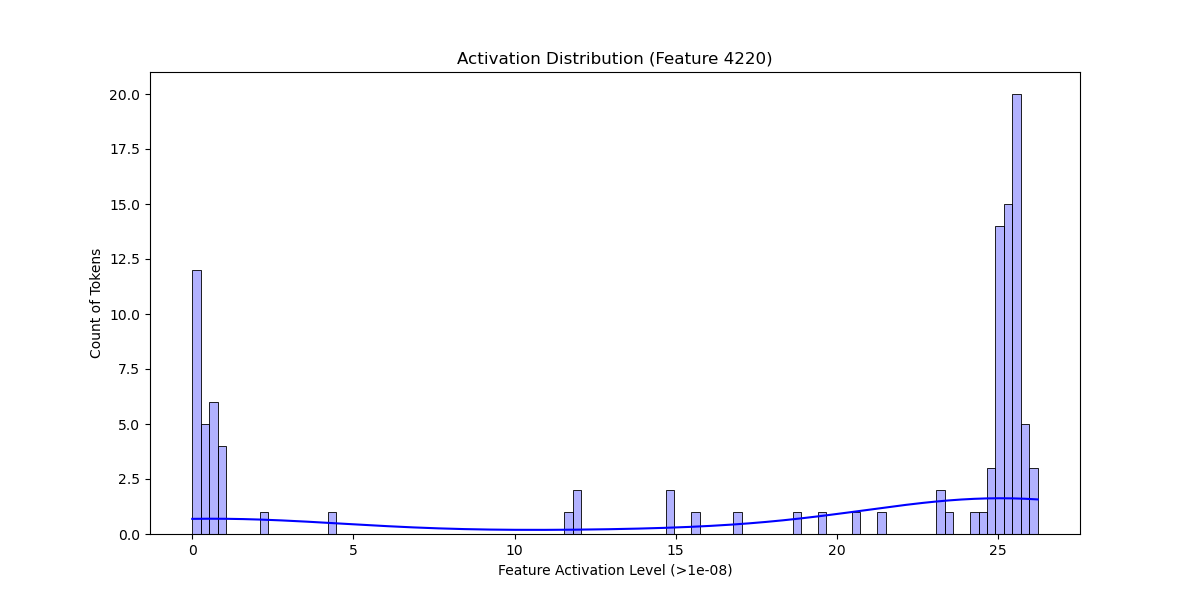 Activation Distribution (Feature 4220)
20.0
17.5
15.0
12.5
10.0
7.5
5.0
2.5
0.0
Count of Tokens
0 5 10 15 20 25
Feature Activation Level (>1e-08)